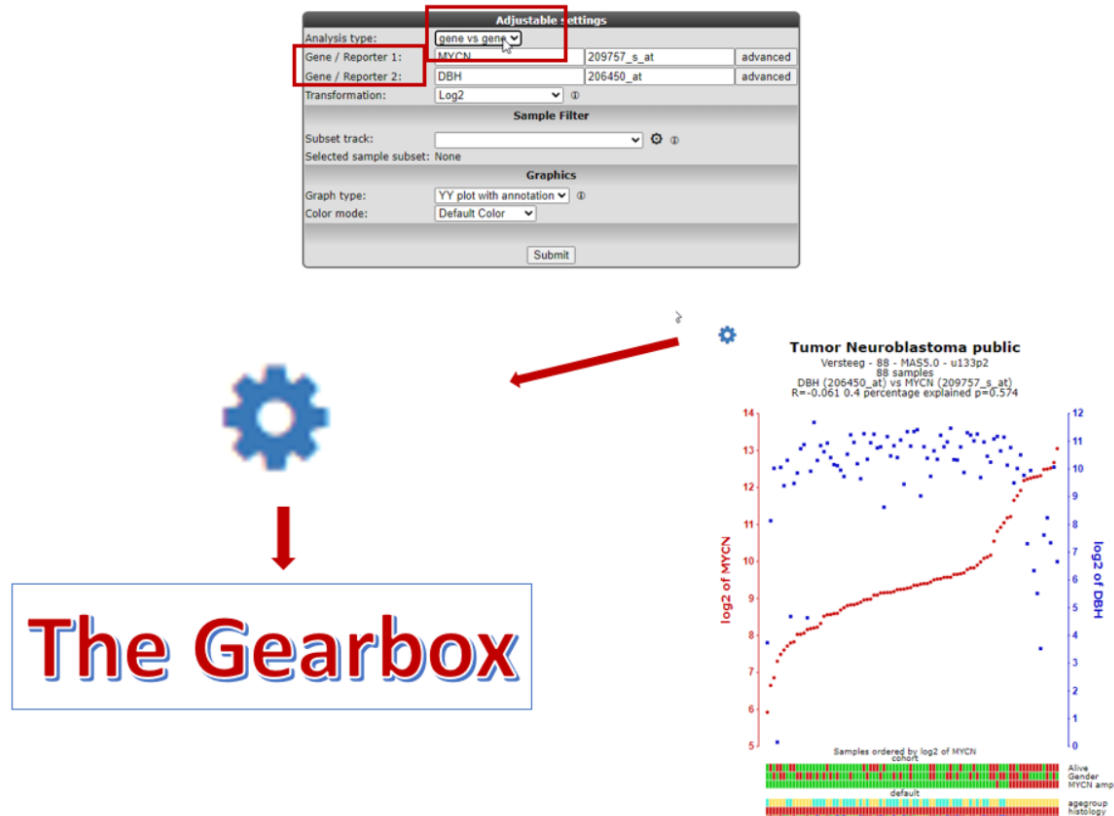 Adjustable settings
Analysis type: gene vs gene
Gene / Reporter 1: MYCN 209757_s_at advanced
Gene / Reporter 2: DBH 206450_at advanced
Transformation: Log2
Sample Filter
Subset track:
Selected sample subset: None
Graphics
Graph type: YY plot with annotation
Color mode: Default Color
Submit
The Gearbox
Tumor Neuroblastoma public
Versteeg - 88 - MAS5.0 - u133p2
88 samples
DBH (206450_at) vs MYCN (209757_s_at)
R=-0.061 0.4 percentage explained p=0.574
14
13
12
11
10
9
8
7
6
5
log2 of MYCN
12
11
10
9
8
7
6
5
4
3
2
1
0
log2 of DBH
Samples ordered by log2 of MYCN
cohort
Alive
Gender
MYCN amp
default
agegroup
histology